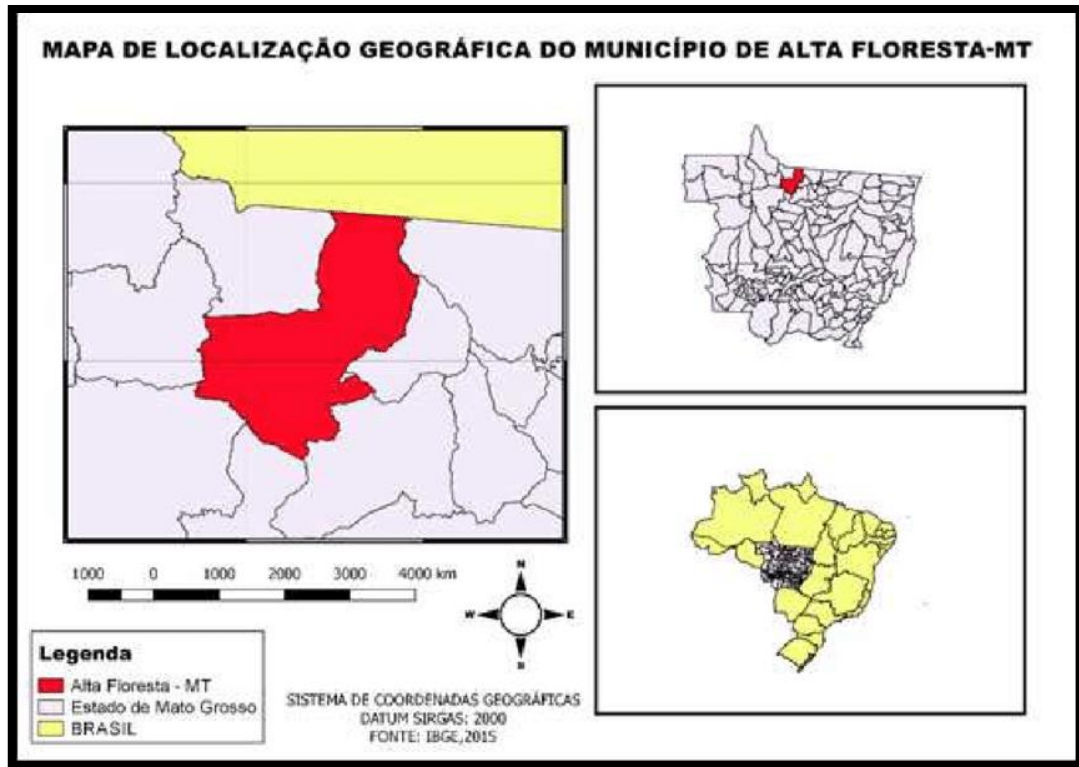 MAPA DE LOCALIZAÇÃO GEOGRÁFICA DO MUNICÍPIO DE ALTA FLORESTA-MT
1000 0 1000 2000 3000 4000 km
N
W E
S
Legenda
Alta Floresta - MT
Estado de Mato Grosso
BRASIL
SISTEMA DE COORDENADAS GEOGRÁFICAS
DATUM SIRGAS: 2000
FONTE: IBGE,2015